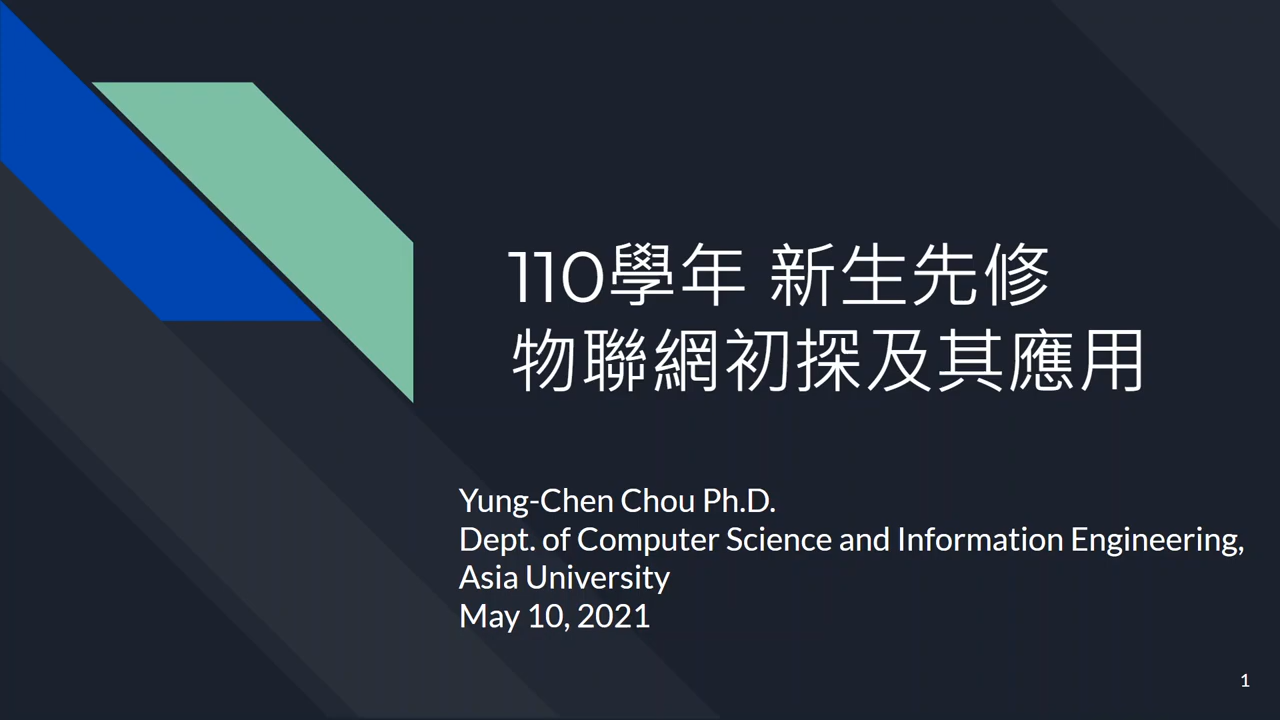 110學年 新生先修
物聯網初探及其應用
Yung-Chen Chou Ph.D.
Dept. of Computer Science and Information Engineering,
Asia University
May 10, 2021
1